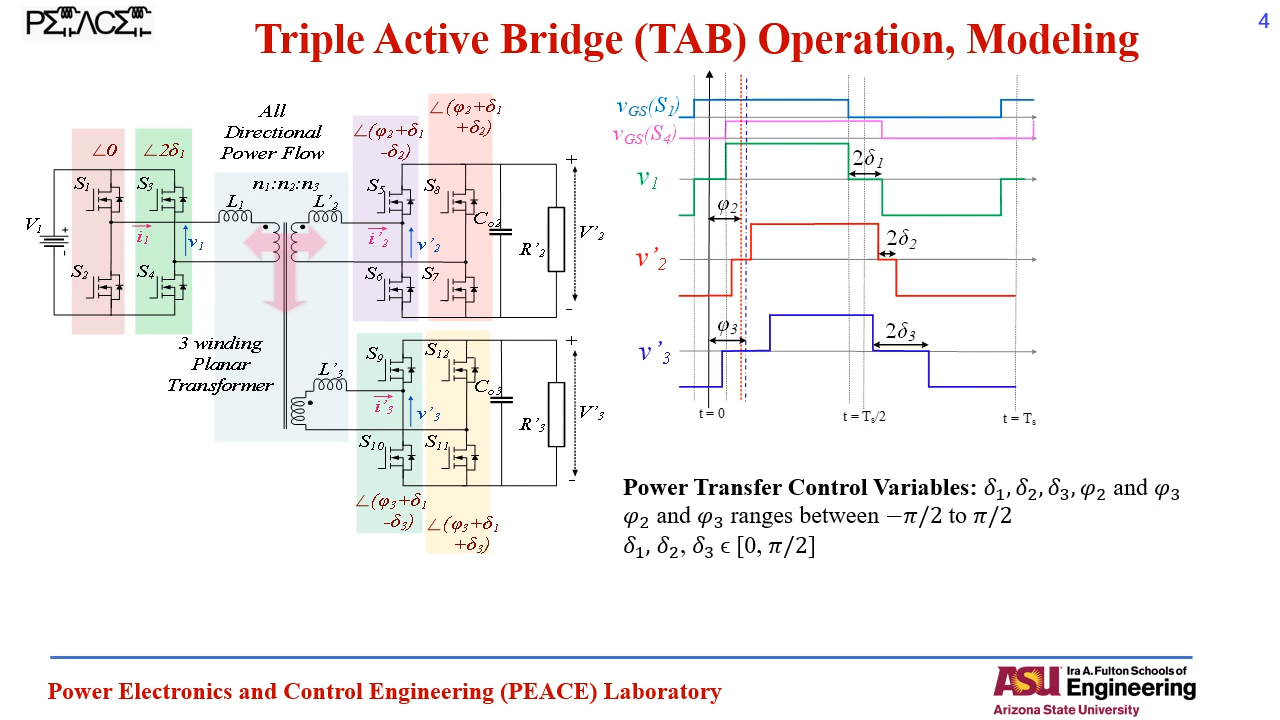 PEACE
4
Triple Active Bridge (TAB) Operation, Modeling
All
Directional
Power Flow
∠0
∠2δ₁
∠(φ₂+δ₁
-δ₂)
∠(φ₂+δ₁
+δ₂)
n₁:n₂:n₃
S₁
S₃
L₁
L'₂
S₅
S₈
+
V₁
+
-
i₁
v₁
i'₂
v'₂
Cₒ₂
R'₂
V'₂
S₂
S₄
S₆
S₇
-
3 winding
Planar
Transformer
L'₃
S₉
S₁₂
+
i'₃
v'₃
Cₒ₃
R'₃
V'₃
S₁₀
S₁₁
-
∠(φ₃+δ₁
-δ₃)
∠(φ₃+δ₁
+δ₃)
v_GS(S₁)
v_GS(S₄)
v₁
2δ₁
φ₂
v'₂
2δ₂
φ₃
v'₃
2δ₃
t = 0
t = Tₛ/2
t = Tₛ
Power Transfer Control Variables: δ₁, δ₂, δ₃, φ₂ and φ₃
φ₂ and φ₃ ranges between −π/2 to π/2
δ₁, δ₂, δ₃ ϵ [0, π/2]
Power Electronics and Control Engineering (PEACE) Laboratory
ASU
Ira A. Fulton Schools of
Engineering
Arizona State University